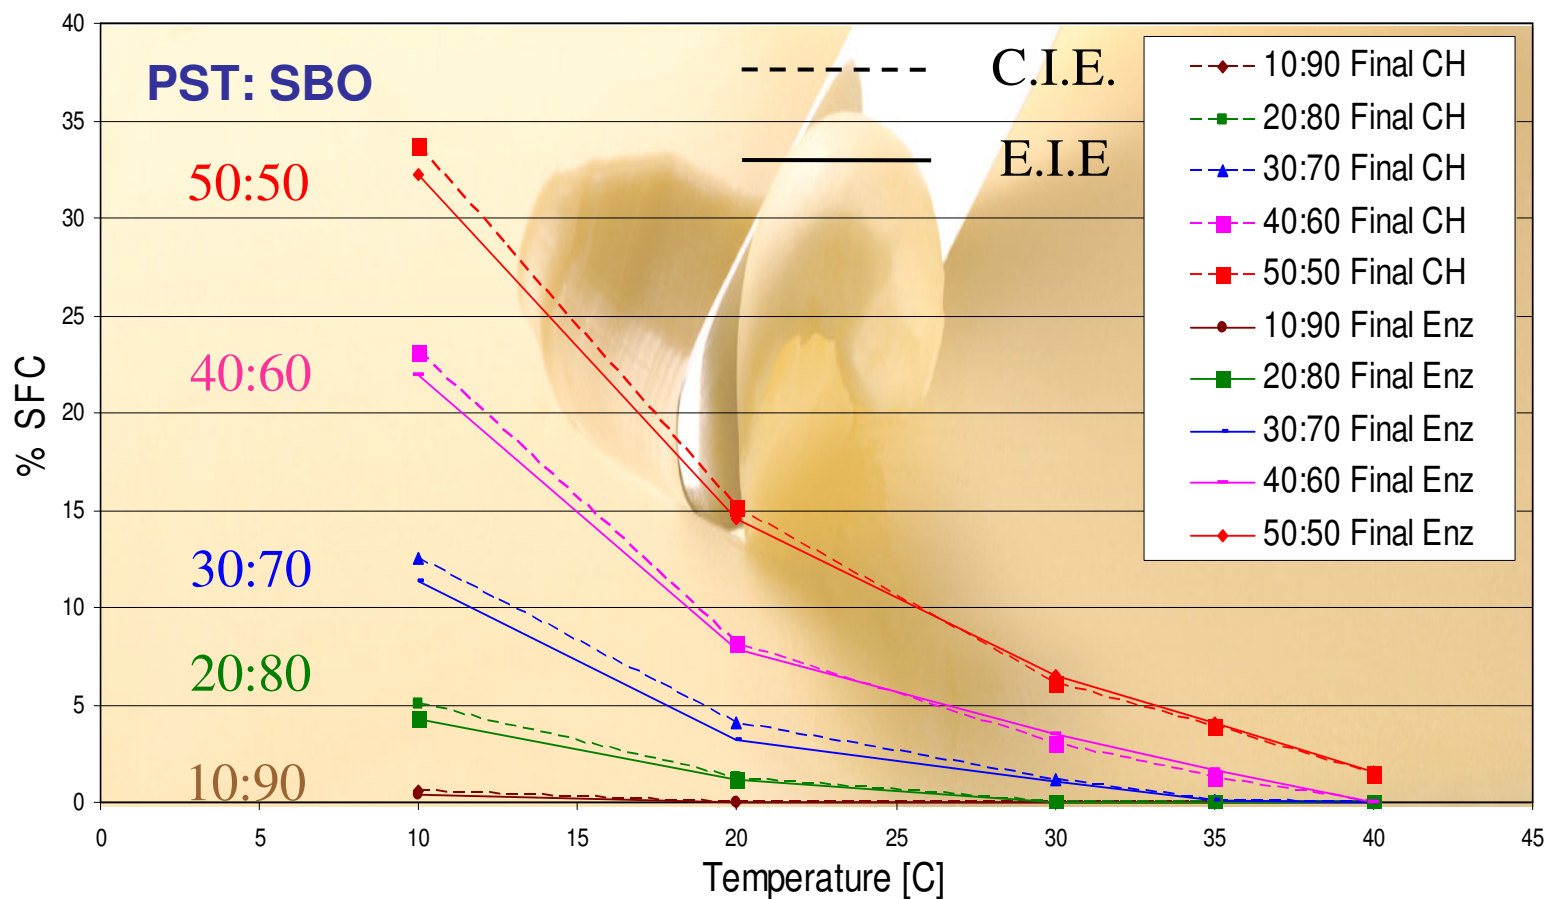 PST: SBO
C.I.E.
E.I.E
50:50
40:60
30:70
20:80
10:90
10:90 Final CH
20:80 Final CH
30:70 Final CH
40:60 Final CH
50:50 Final CH
10:90 Final Enz
20:80 Final Enz
30:70 Final Enz
40:60 Final Enz
50:50 Final Enz
% SFC
40
35
30
25
20
15
10
5
0
0 5 10 15 20 25 30 35 40 45
Temperature [C]